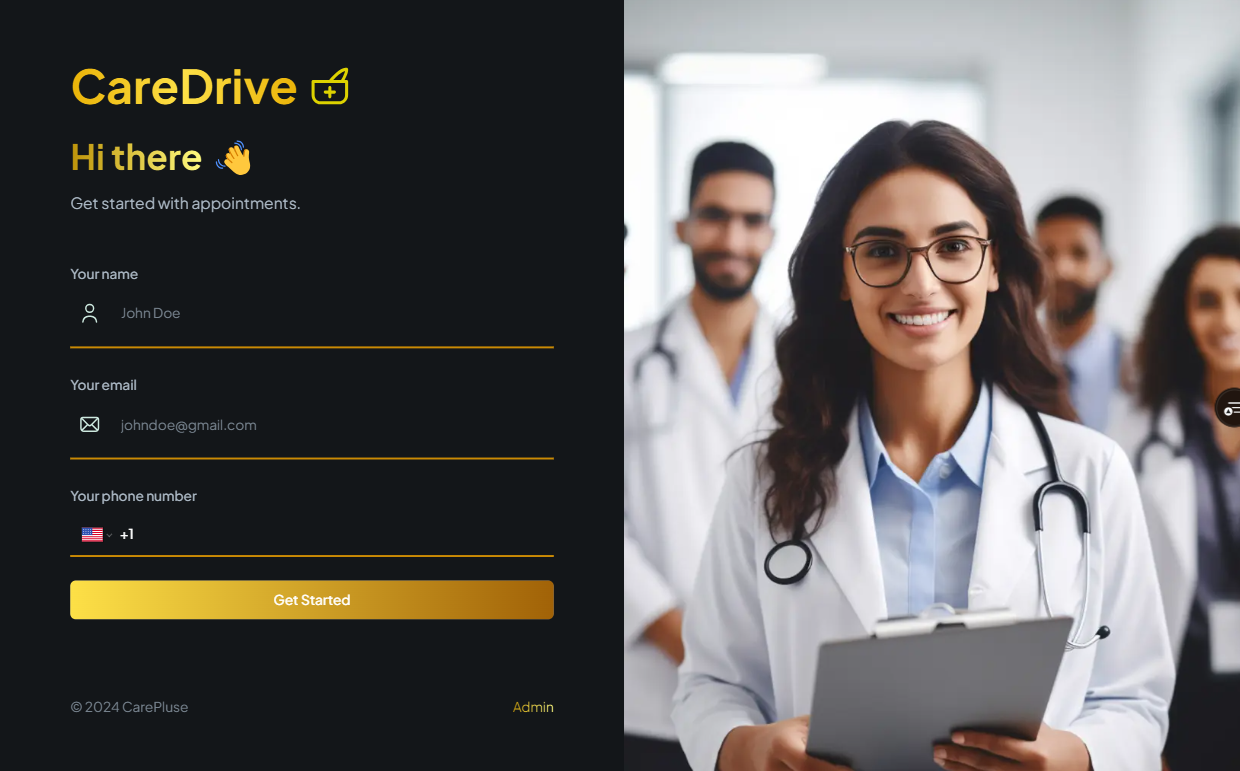 CareDrive
Hi there 👋
Get started with appointments.
Your name
John Doe
Your email
johndoe@gmail.com
Your phone number
+1
Get Started
© 2024 CarePluse
Admin